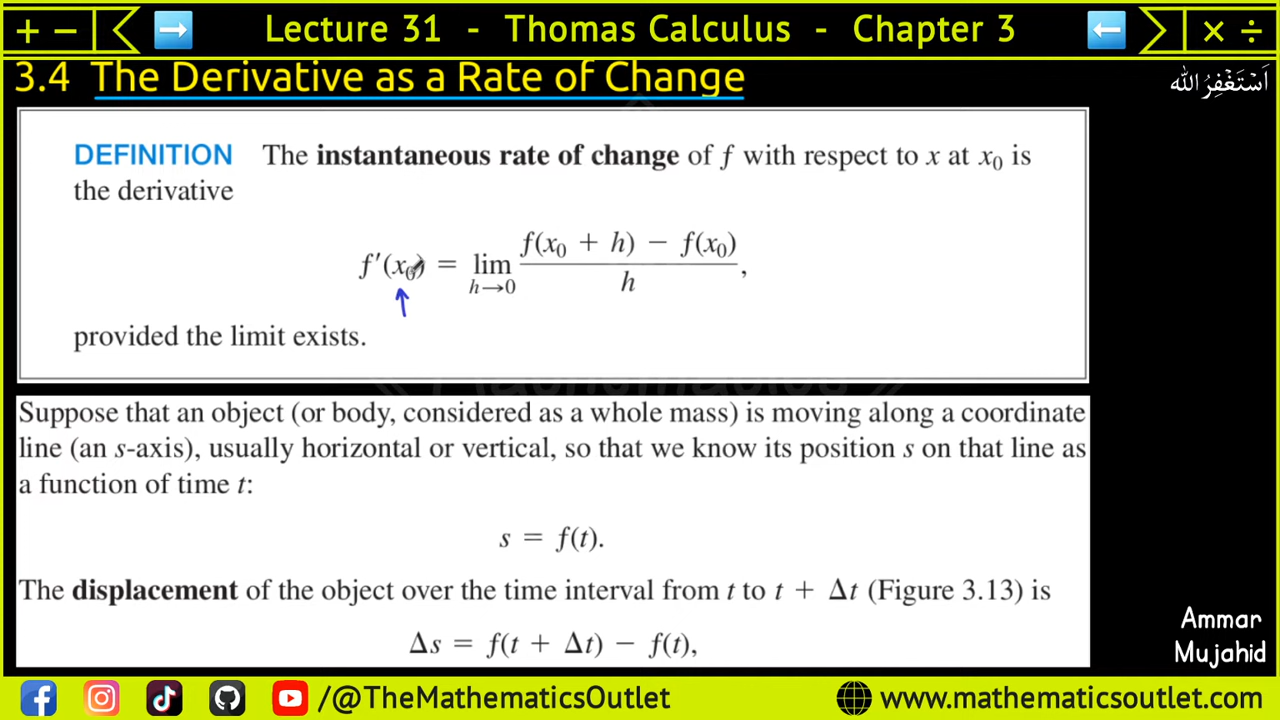 + − Lecture 31 - Thomas Calculus - Chapter 3 × ÷
3.4 The Derivative as a Rate of Change
اَسْتَغْفِرُ الله
DEFINITION The instantaneous rate of change of f with respect to x at x₀ is
the derivative
f′(x₀) = lim h→0 (f(x₀ + h) − f(x₀)) / h,
provided the limit exists.
Suppose that an object (or body, considered as a whole mass) is moving along a coordinate
line (an s-axis), usually horizontal or vertical, so that we know its position s on that line as
a function of time t:
s = f(t).
The displacement of the object over the time interval from t to t + Δt (Figure 3.13) is
Δs = f(t + Δt) − f(t),
Ammar
Mujahid
/@TheMathematicsOutlet www.mathematicsoutlet.com